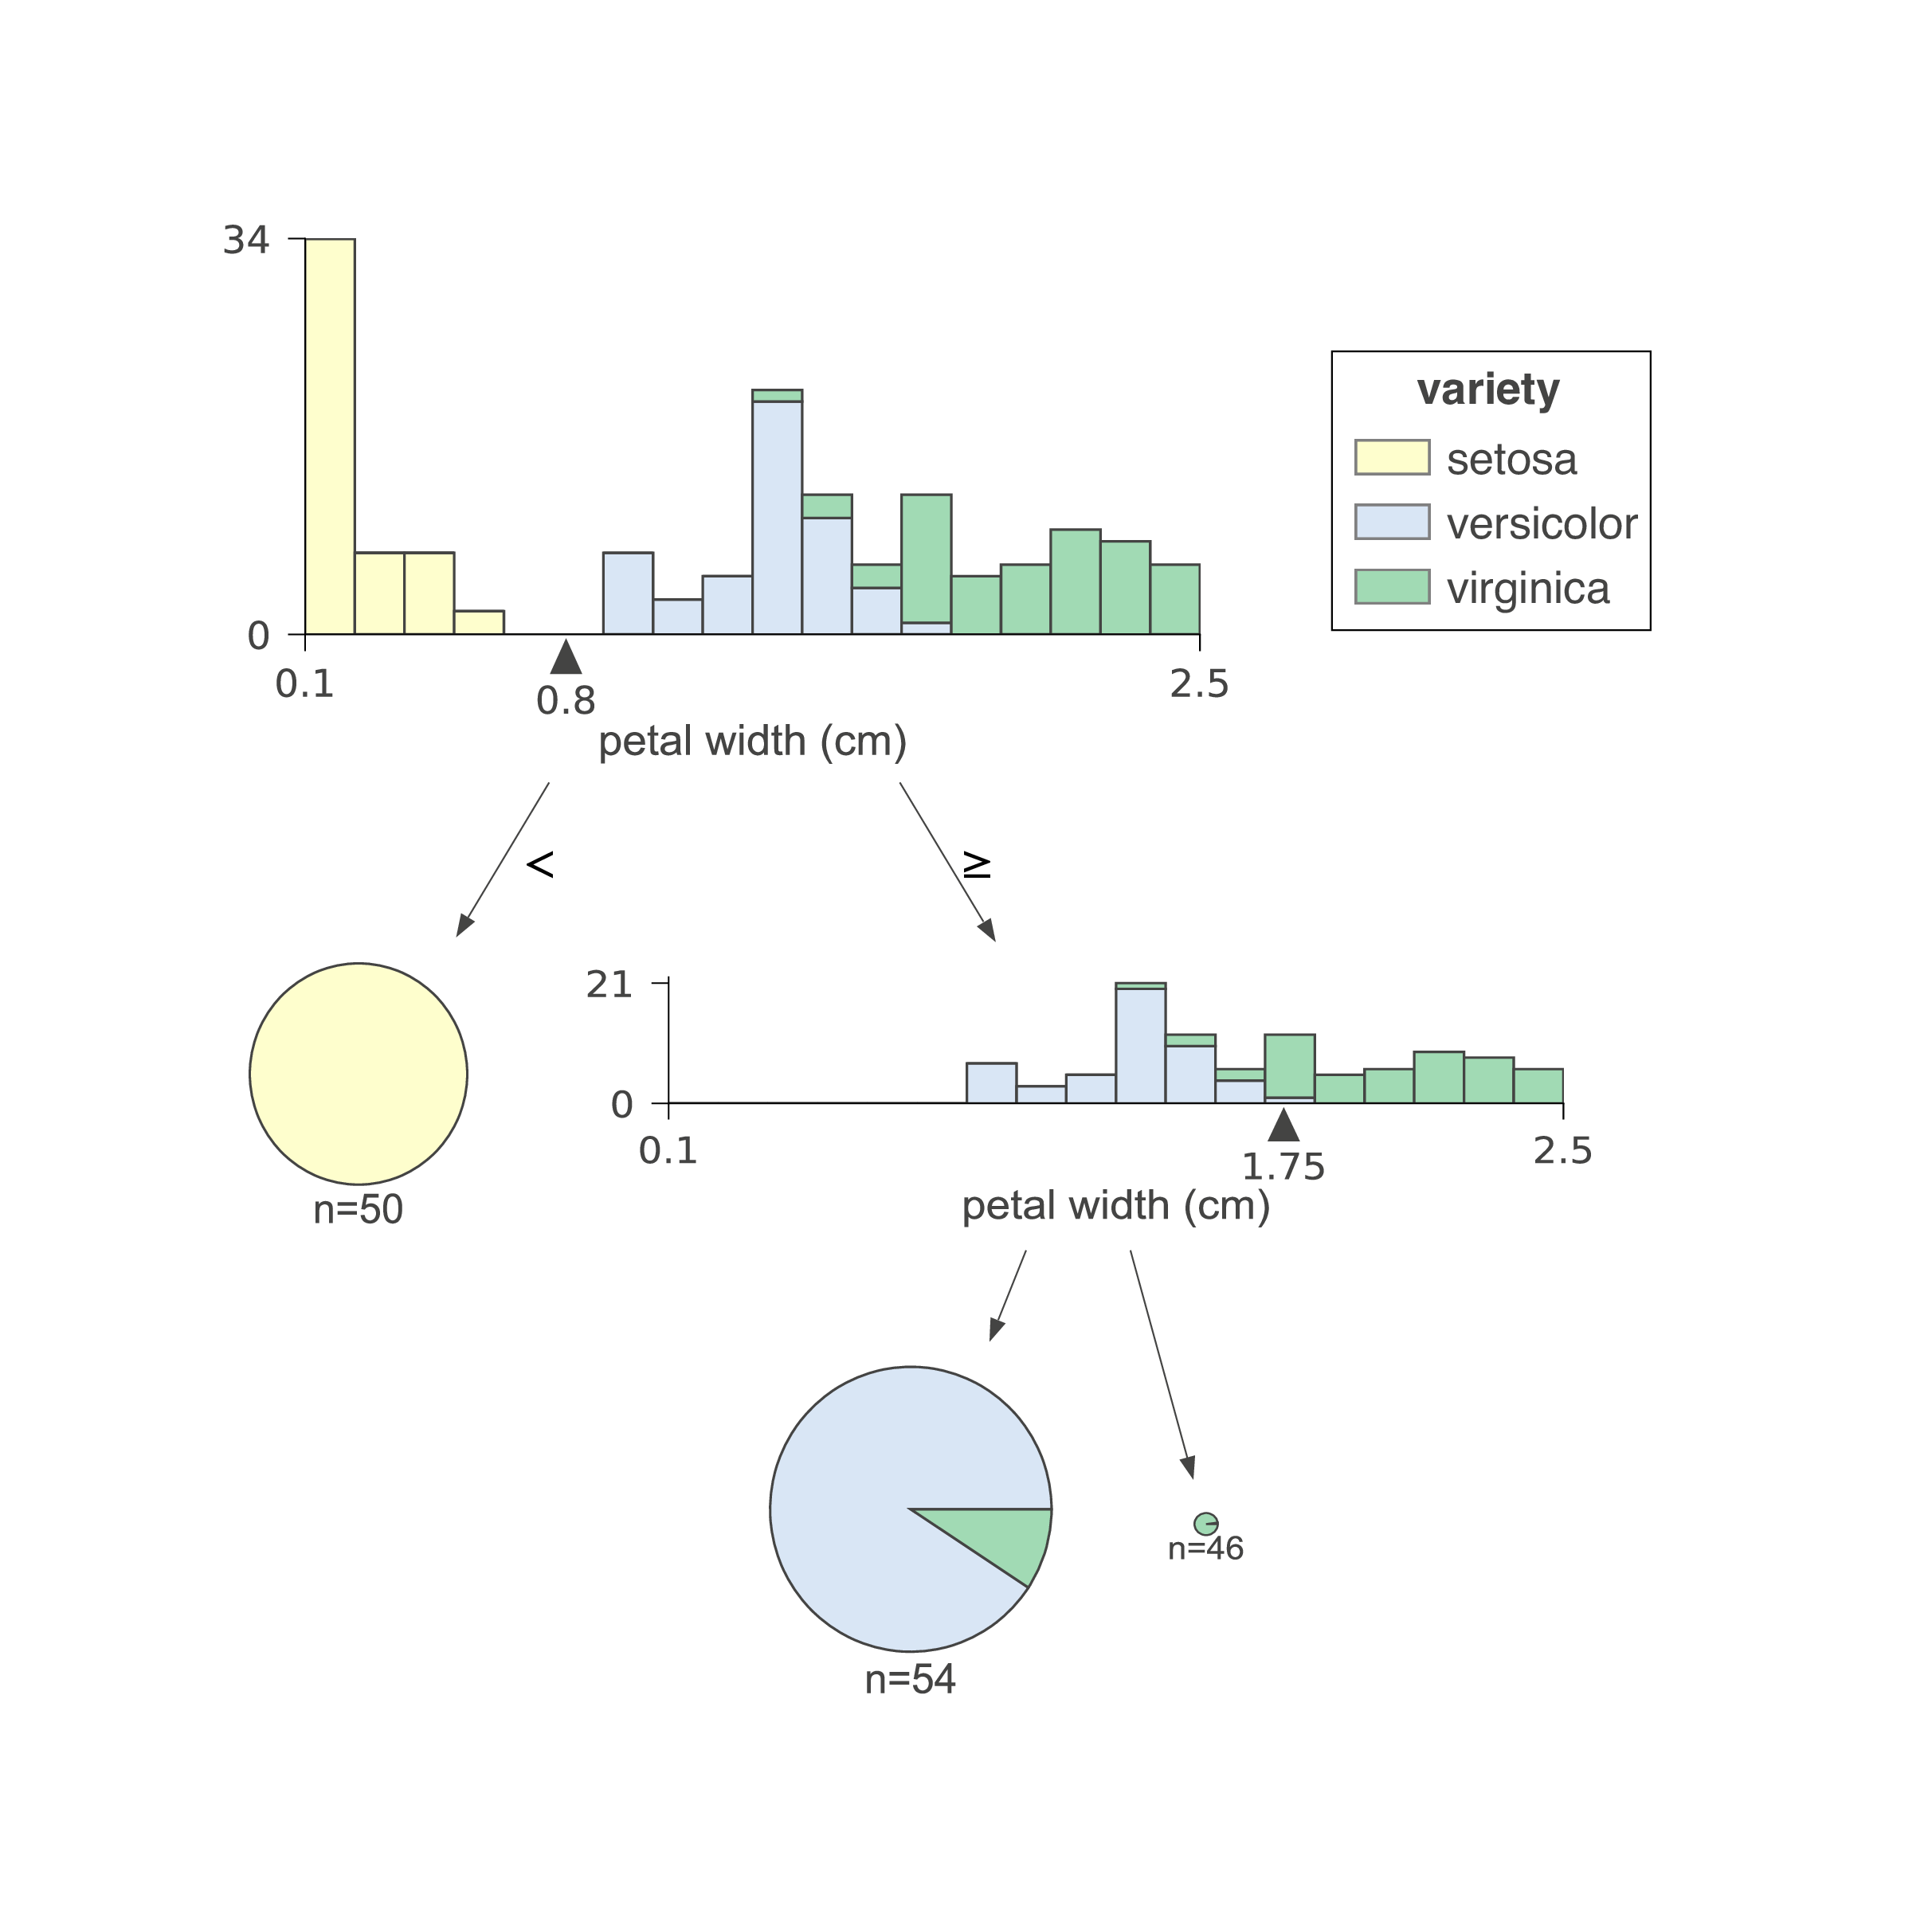 34
0
0.1
0.8
2.5
petal width (cm)
variety
setosa
versicolor
virginica
<
≥
n=50
21
0
0.1
1.75
2.5
petal width (cm)
n=54
n=46